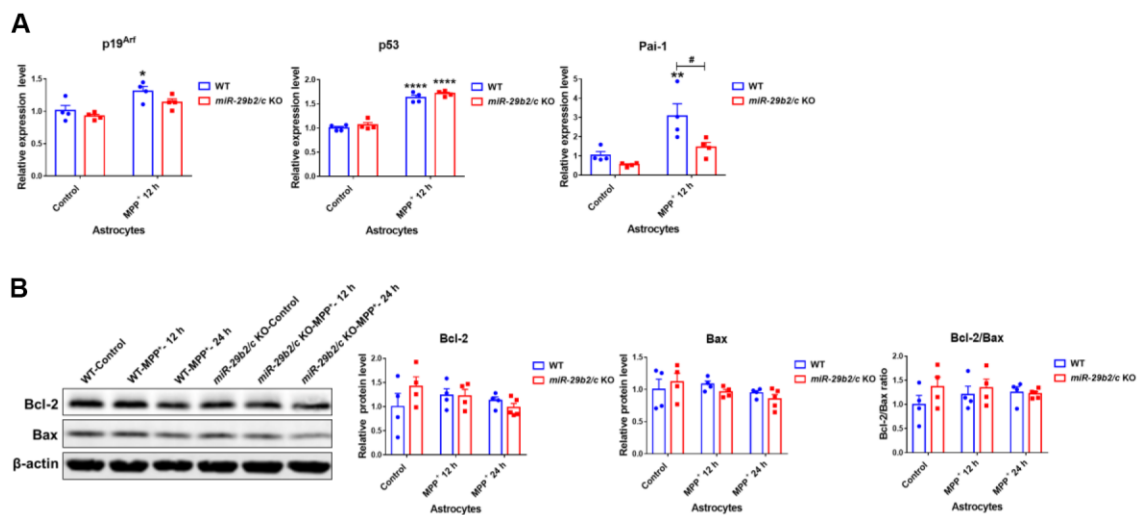 A
p19Arf
Relative expression level
1.5
1.0
0.5
0.0
*
WT
miR-29b2/c KO
Control
MPP+ 12 h
Astrocytes
p53
Relative expression level
2.0
1.5
1.0
0.5
0.0
**** ****
WT
miR-29b2/c KO
Control
MPP+ 12 h
Astrocytes
Pai-1
Relative expression level
5
4
3
2
1
0
** #
WT
miR-29b2/c KO
Control
MPP+ 12 h
Astrocytes
B
WT-Control
WT-MPP+- 12 h
WT-MPP+- 24 h
miR-29b2/c KO-Control
miR-29b2/c KO-MPP+- 12 h
miR-29b2/c KO-MPP+- 24 h
Bcl-2
Bax
β-actin
Bcl-2
Relative protein level
2.0
1.5
1.0
0.5
0.0
WT
miR-29b2/c KO
Control
MPP+ 12 h
MPP+ 24 h
Astrocytes
Bax
Relative protein level
1.5
1.0
0.5
0.0
WT
miR-29b2/c KO
Control
MPP+ 12 h
MPP+ 24 h
Astrocytes
Bcl-2/Bax
Bcl-2/Bax ratio
2.0
1.5
1.0
0.5
0.0
WT
miR-29b2/c KO
Control
MPP+ 12 h
MPP+ 24 h
Astrocytes